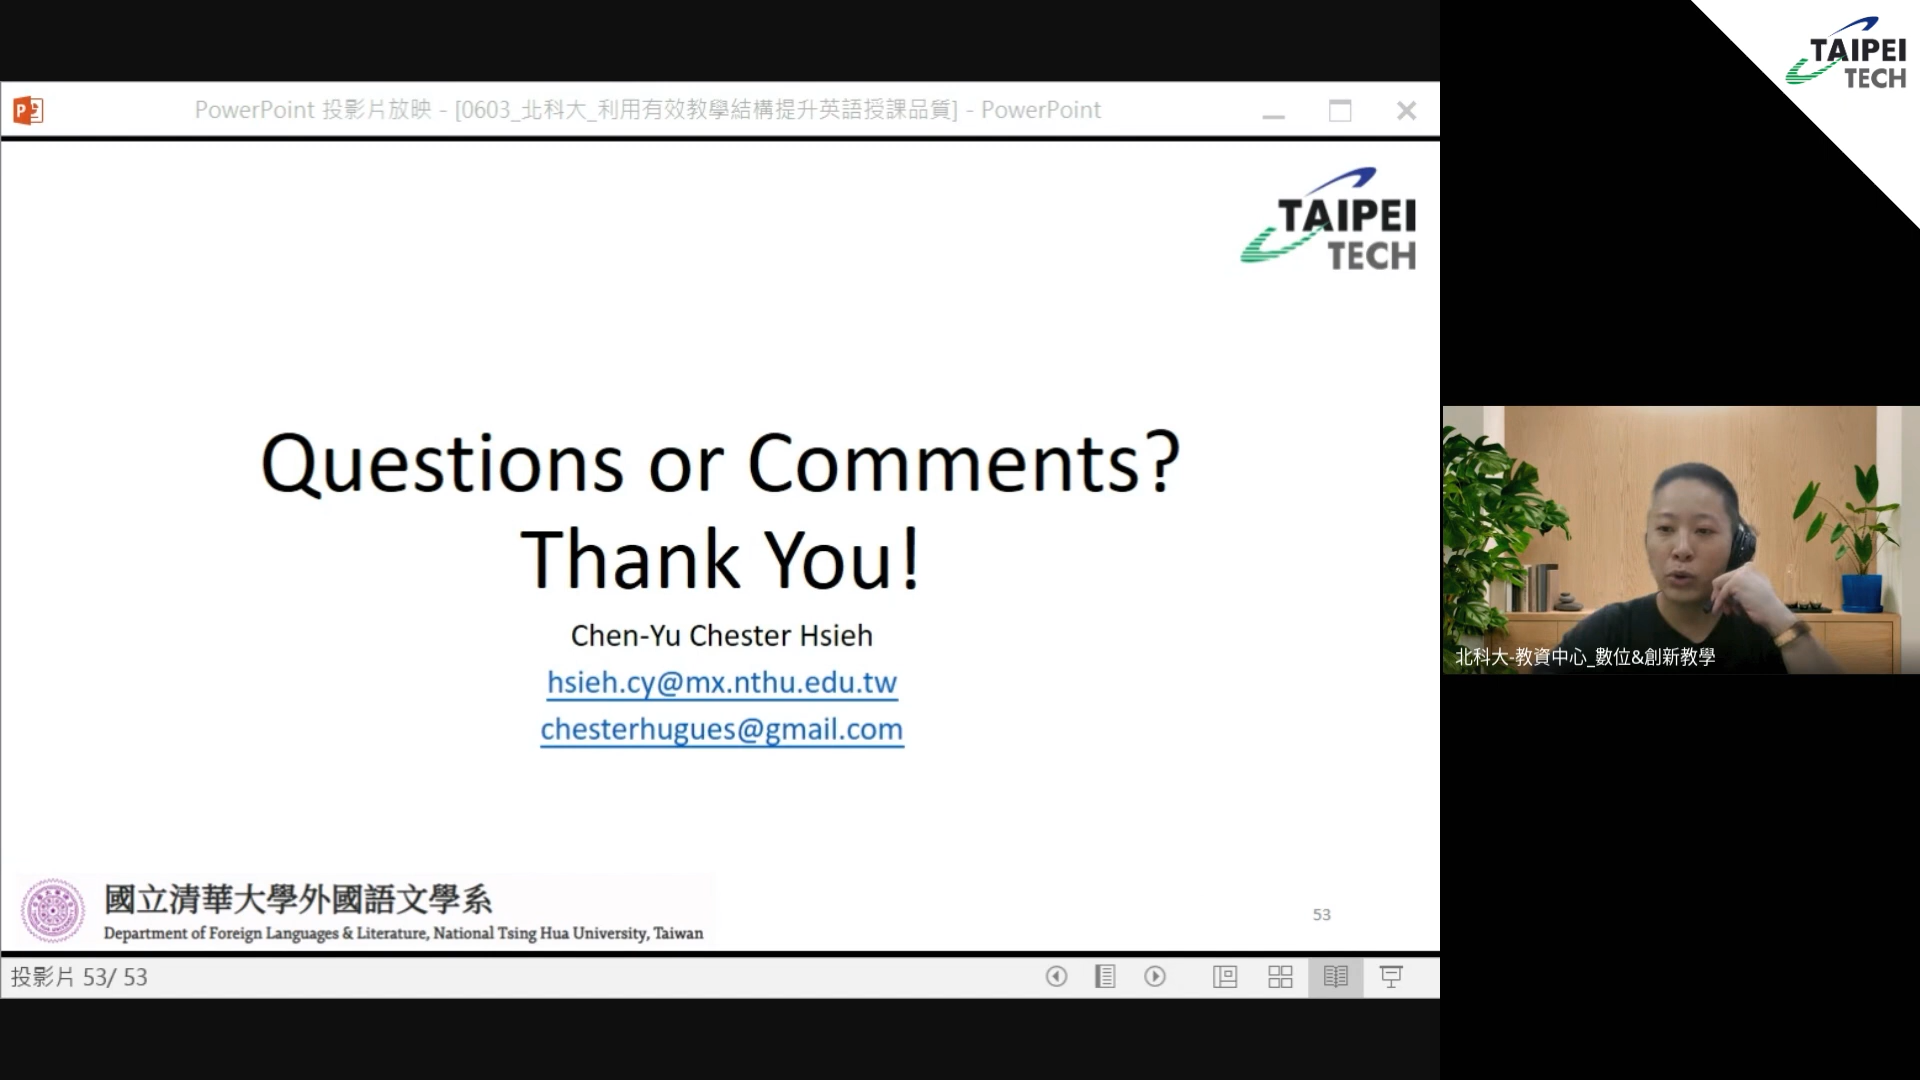 PowerPoint 投影片放映 - [0603_北科大_利用有效教學結構提升英語授課品質] - PowerPoint
TAIPEI
TECH
TAIPEI
TECH
Questions or Comments?
Thank You!
Chen-Yu Chester Hsieh
hsieh.cy@mx.nthu.edu.tw
chesterhugues@gmail.com
北科大-教資中心_數位&創新教學
國立清華大學外國語文學系
Department of Foreign Languages & Literature, National Tsing Hua University, Taiwan
53
投影片 53/ 53